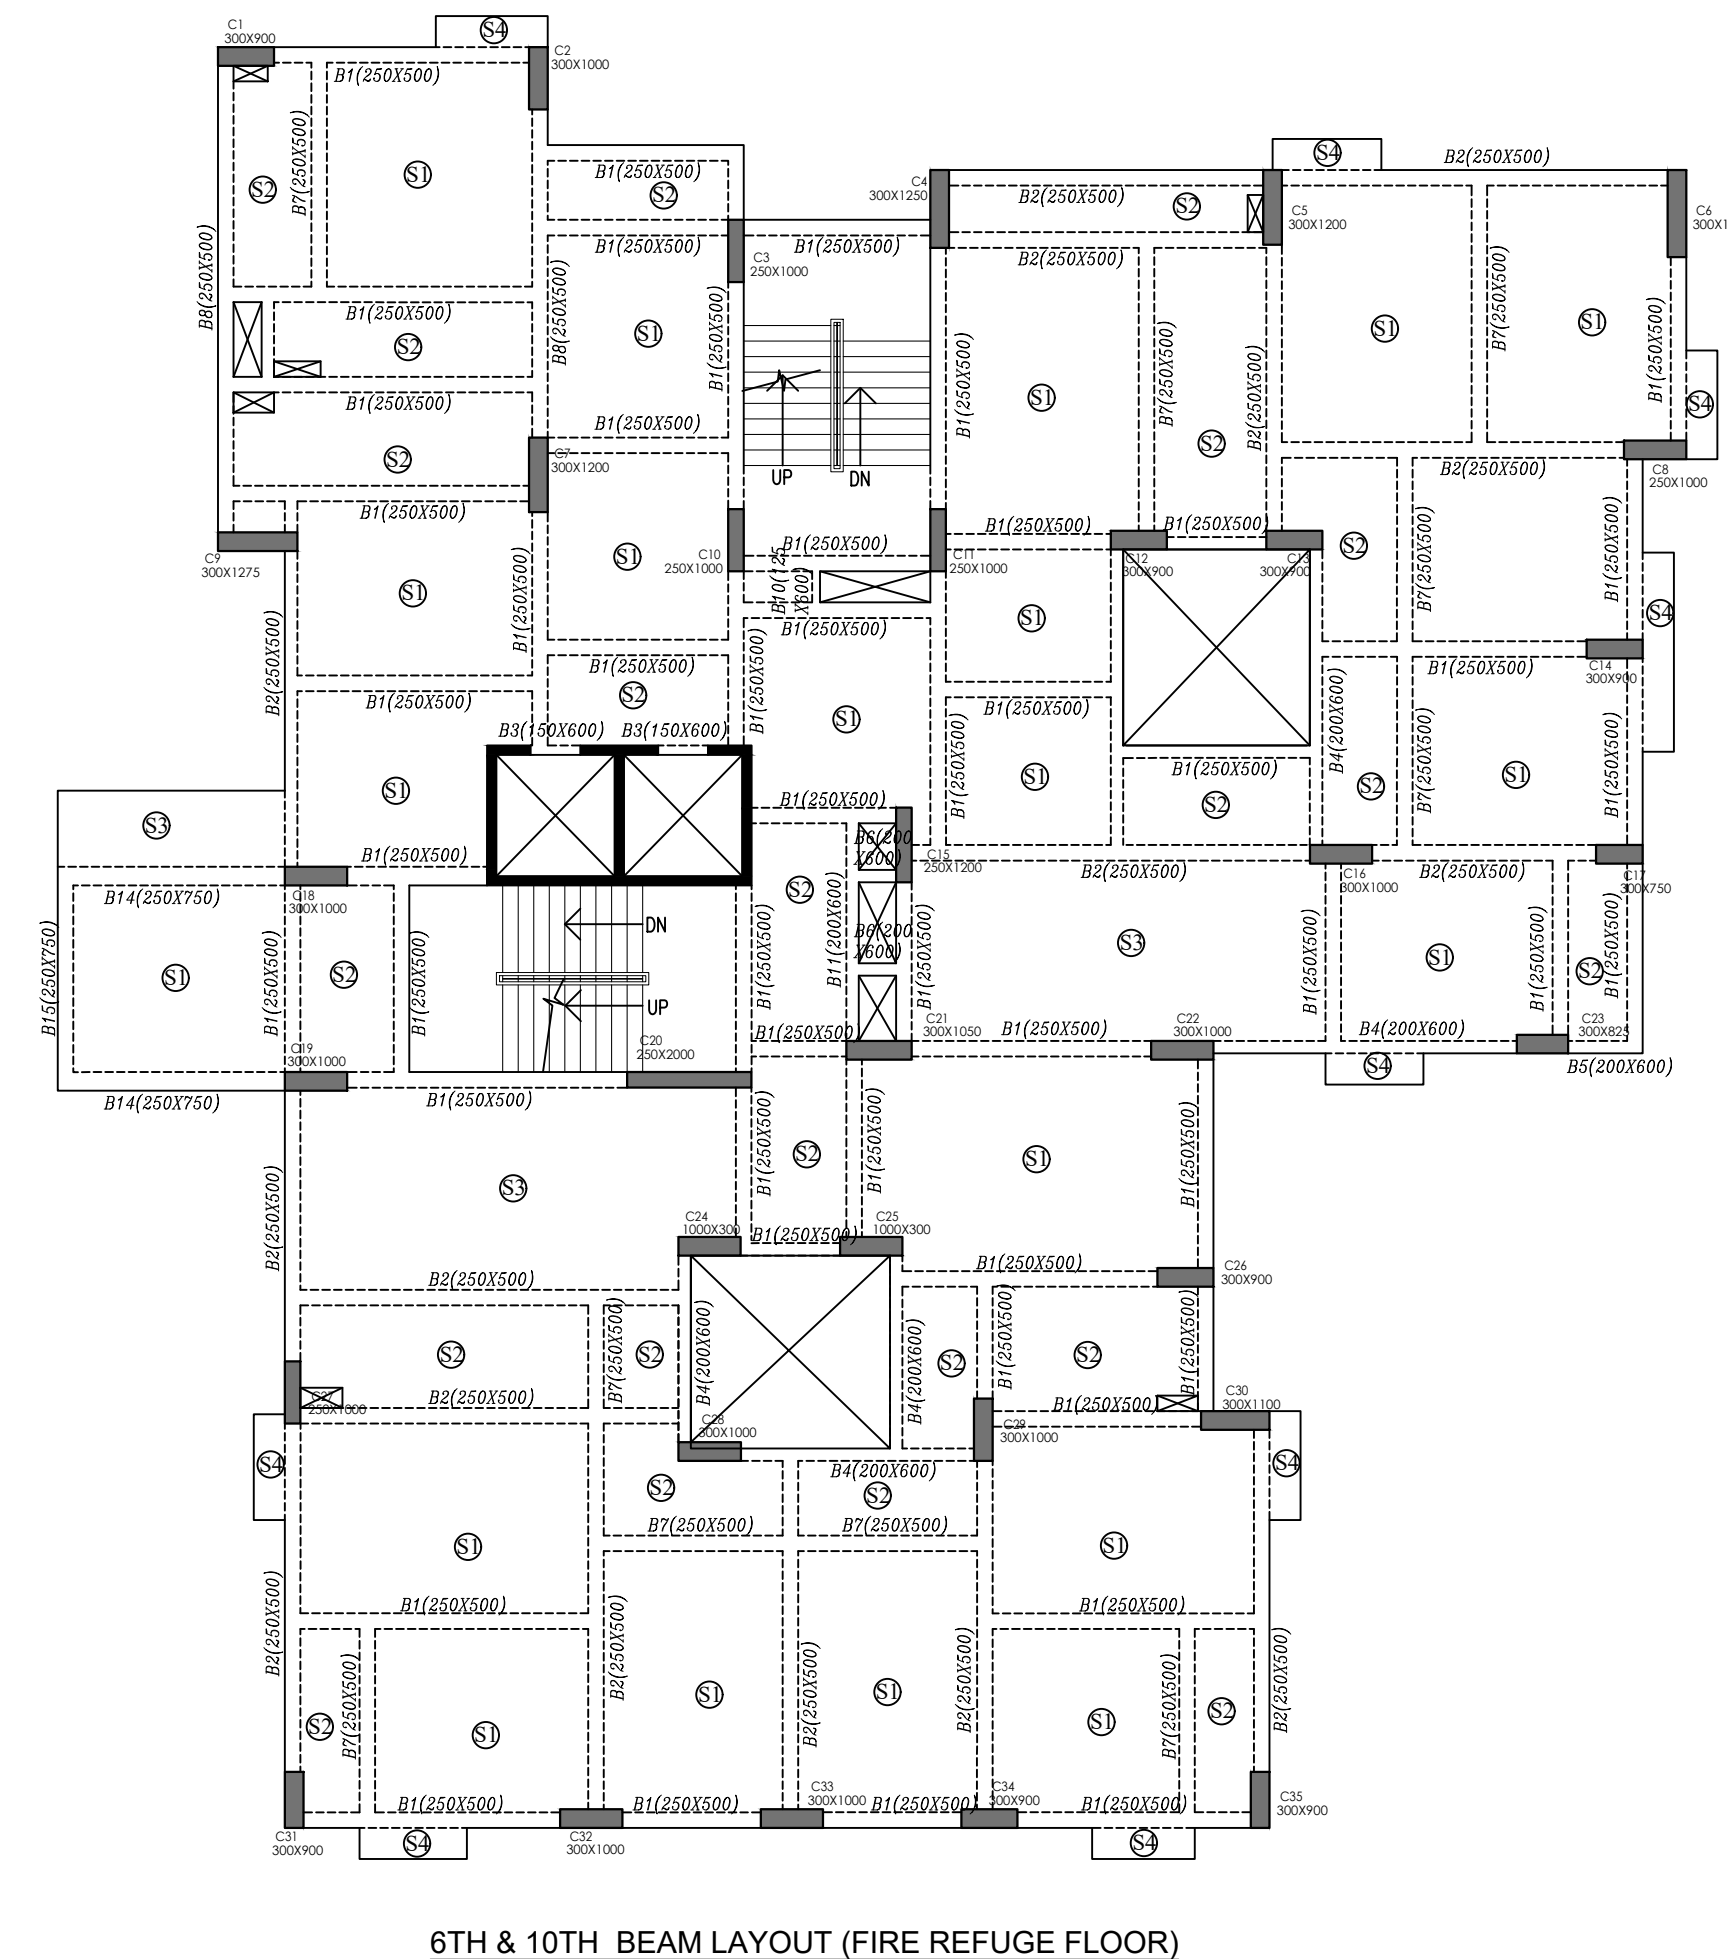 C1
300X900
S4
C2
300X1000
B1(250X500)
B7(250X500)
S1
S2
B8(250X500)
B1(250X500)
S2
B1(250X500)
B1(250X500)
C3
250X1000
C4
300X1250
B2(250X500)
S2
S4
B2(250X500)
C5
300X1200
C6
300X1
B2(250X500)
B8(250X500)
S1
B1(250X500)
B1(250X500)
S2
B1(250X500)
S2
B1(250X500)
C7
300X1200
UP
DN
B1(250X500)
S1
B7(250X500)
S2
B2(250X500)
S1
B7(250X500)
S1
B1(250X500)
S4
B2(250X500)
C8
250X1000
B1(250X500)
C9
300X1275
S1
B1(250X500)
S1
C10
250X1000
B1(250X500)
B10(125
X600)
C11
250X1000
B1(250X500)
B1(250X500)
C12
300X900
C13
300X900
S2
B7(250X500)
B1(250X500)
S4
B2(250X500)
B1(250X500)
S2
B1(250X500)
B1(250X500)
B1(250X500)
S1
S1
C14
300X900
B1(250X500)
B1(250X500)
B3(150X600)
B3(150X600)
S1
B1(250X500)
B1(250X500)
S1
B1(250X500)
S2
B4(200X600)
S2
B7(250X500)
S1
B1(250X500)
S3
B1(250X500)
B1(250X500)
B6(200
X600)
C15
250X1200
B2(250X500)
C16
300X1000
B2(250X500)
C17
300X750
B14(250X750)
C18
300X1000
B15(250X750)
S1
B1(250X500)
S2
B1(250X500)
DN
UP
B1(250X500)
S2
B11(200X600)
B6(200
X600)
B1(250X500)
S3
B1(250X500)
S1
B1(250X500)
S2
B1(250X500)
C19
300X1000
C20
250X2000
B1(250X500)
C21
300X1050
B1(250X500)
C22
300X1000
B4(200X600)
C23
300X825
S4
B5(200X600)
B14(250X750)
B1(250X500)
B2(250X500)
S3
B1(250X500)
S2
B1(250X500)
S1
B1(250X500)
C24
1000X300
B1(250X500)
C25
1000X300
B2(250X500)
B1(250X500)
C26
300X900
S2
B7(250X500)
S2
B4(200X600)
B4(200X600)
S2
B1(250X500)
S2
B1(250X500)
C27
250X1000
B2(250X500)
C28
300X1000
C29
300X1000
B1(250X500)
C30
300X1100
S4
S2
B4(200X600)
S2
S4
B7(250X500)
B7(250X500)
S1
S1
B2(250X500)
B1(250X500)
B2(250X500)
B1(250X500)
S2
B7(250X500)
S1
S1
B2(250X500)
S1
B2(250X500)
S1
B7(250X500)
S2
B2(250X500)
C31
300X900
B1(250X500)
S4
C32
300X1000
B1(250X500)
C33
300X1000
B1(250X500)
C34
300X900
B1(250X500)
S4
C35
300X900
6TH & 10TH BEAM LAYOUT (FIRE REFUGE FLOOR)